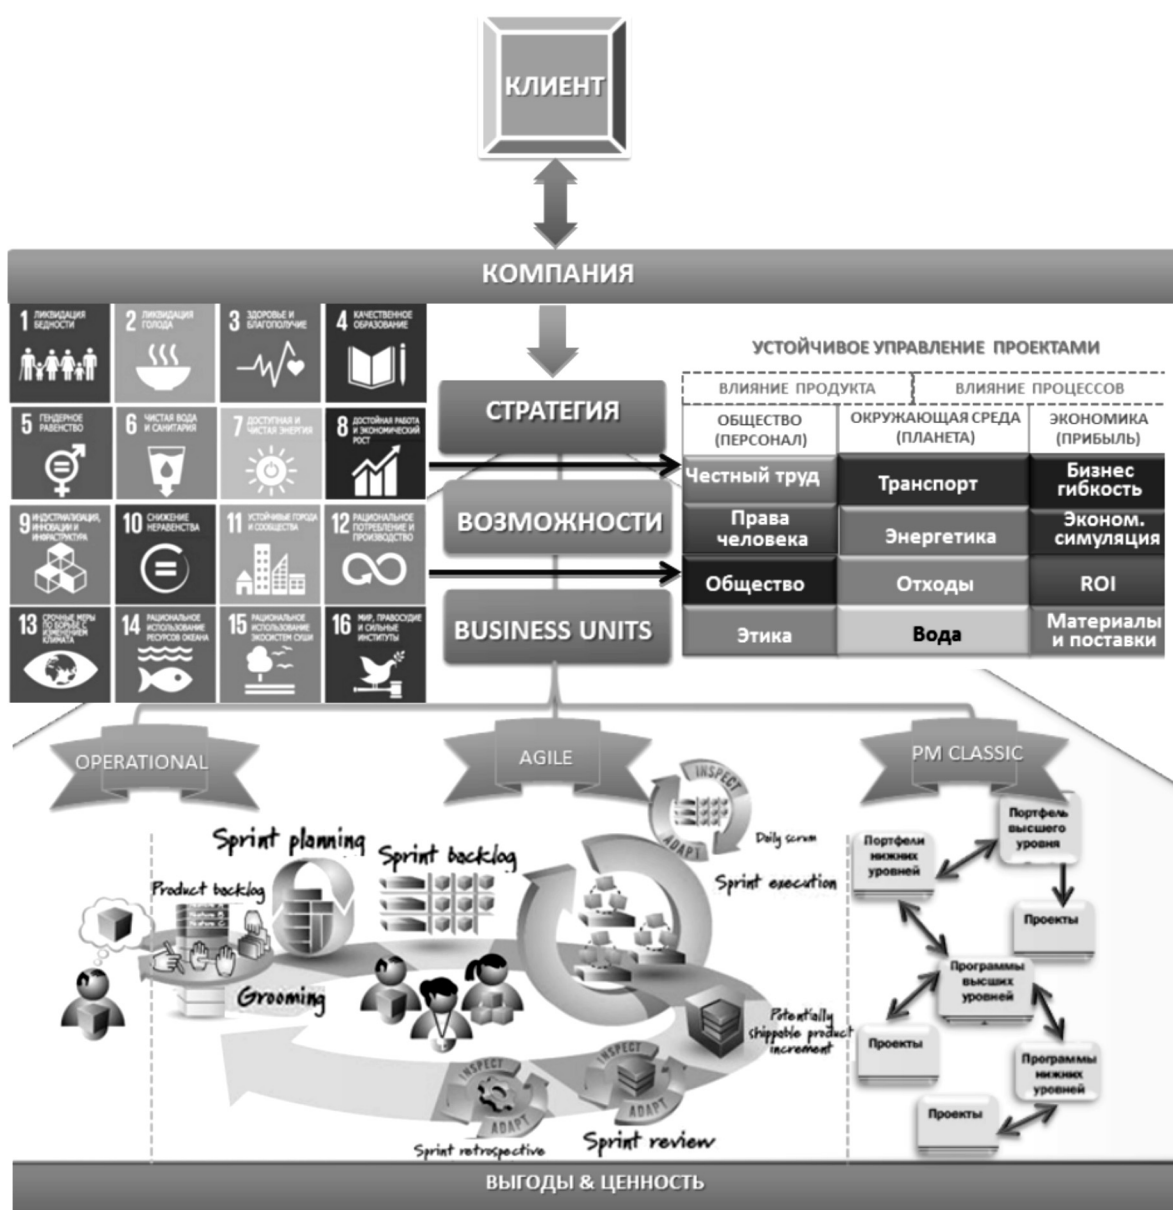 КЛИЕНТ
КОМПАНИЯ
1 ЛИКВИДАЦИЯ
БЕДНОСТИ
2 ЛИКВИДАЦИЯ
ГОЛОДА
3 ЗДОРОВЬЕ И
БЛАГОПОЛУЧИЕ
4 КАЧЕСТВЕННОЕ
ОБРАЗОВАНИЕ
5 ГЕНДЕРНОЕ
РАВЕНСТВО
6 ЧИСТАЯ ВОДА
И САНИТАРИЯ
7 ДОСТУПНАЯ И
ЧИСТАЯ ЭНЕРГИЯ
8 ДОСТОЙНАЯ РАБОТА
И ЭКОНОМИЧЕСКИЙ
РОСТ
9 ИНДУСТРИАЛИЗАЦИЯ,
ИННОВАЦИИ И
ИНФРАСТРУКТУРА
10 СНИЖЕНИЕ
НЕРАВЕНСТВА
11 УСТОЙЧИВЫЕ ГОРОДА
И СООБЩЕСТВА
12 РАЦИОНАЛЬНОЕ
ПОТРЕБЛЕНИЕ И
ПРОИЗВОДСТВО
13 СРОЧНЫЕ МЕРЫ
ПО БОРЬБЕ С
ИЗМЕНЕНИЕМ
КЛИМАТА
14 РАЦИОНАЛЬНОЕ
ИСПОЛЬЗОВАНИЕ
РЕСУРСОВ ОКЕАНА
15 РАЦИОНАЛЬНОЕ
ИСПОЛЬЗОВАНИЕ
ЭКОСИСТЕМ СУШИ
16 МИР, ПРАВОСУДИЕ
И СИЛЬНЫЕ
ИНСТИТУТЫ
СТРАТЕГИЯ
ВОЗМОЖНОСТИ
BUSINESS UNITS
УСТОЙЧИВОЕ УПРАВЛЕНИЕ ПРОЕКТАМИ
ВЛИЯНИЕ ПРОДУКТА
ВЛИЯНИЕ ПРОЦЕССОВ
ОБЩЕСТВО
(ПЕРСОНАЛ)
ОКРУЖАЮЩАЯ СРЕДА
(ПЛАНЕТА)
ЭКОНОМИКА
(ПРИБЫЛЬ)
Честный труд
Транспорт
Бизнес
гибкость
Права
человека
Энергетика
Эконом.
симуляция
Общество
Отходы
ROI
Этика
Вода
Материалы
и поставки
OPERATIONAL
AGILE
PM CLASSIC
Sprint planning
Product backlog
Grooming
Sprint backlog
INSPECT
ADAPT
Daily scrum
Sprint execution
Potentially
shippable product
increment
INSPECT
ADAPT
Sprint review
INSPECT
ADAPT
Sprint retrospective
Портфель
высшего
уровня
Портфели
нижних
уровней
Проекты
Программы
высших
уровней
Проекты
Программы
нижних
уровней
Проекты
ВЫГОДЫ & ЦЕННОСТЬ